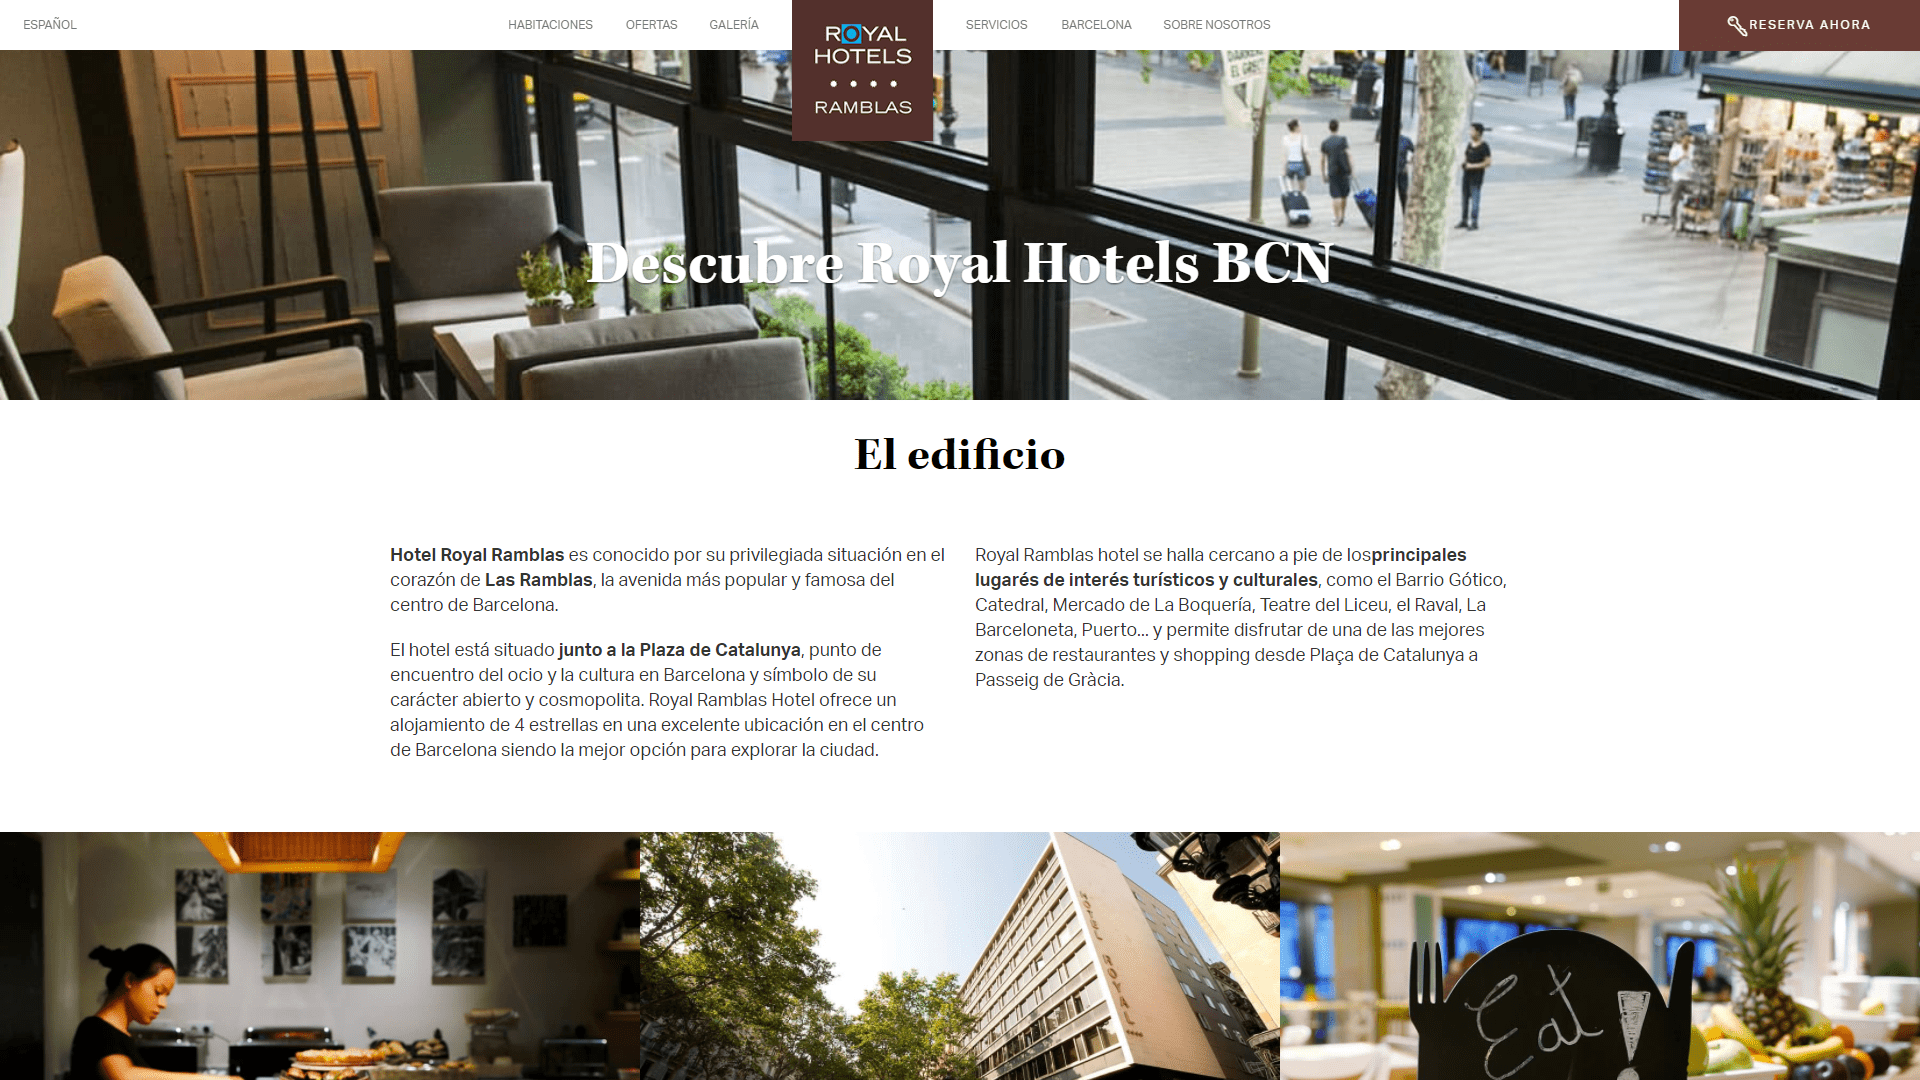 ESPAÑOL
HABITACIONES
OFERTAS
GALERÍA
ROYAL
HOTELS
RAMBLAS
SERVICIOS
BARCELONA
SOBRE NOSOTROS
RESERVA AHORA
Descubre Royal Hotels BCN
El edificio
Hotel Royal Ramblas es conocido por su privilegiada situación en el
corazón de Las Ramblas, la avenida más popular y famosa del
centro de Barcelona.
El hotel está situado junto a la Plaza de Catalunya, punto de
encuentro del ocio y la cultura en Barcelona y símbolo de su
carácter abierto y cosmopolita. Royal Ramblas Hotel ofrece un
alojamiento de 4 estrellas en una excelente ubicación en el centro
de Barcelona siendo la mejor opción para explorar la ciudad.
Royal Ramblas hotel se halla cercano a pie de losprincipales
lugarés de interés turísticos y culturales, como el Barrio Gótico,
Catedral, Mercado de La Boquería, Teatre del Liceu, el Raval, La
Barceloneta, Puerto... y permite disfrutar de una de las mejores
zonas de restaurantes y shopping desde Plaça de Catalunya a
Passeig de Gràcia.
HOTEL ROYAL
Eat!